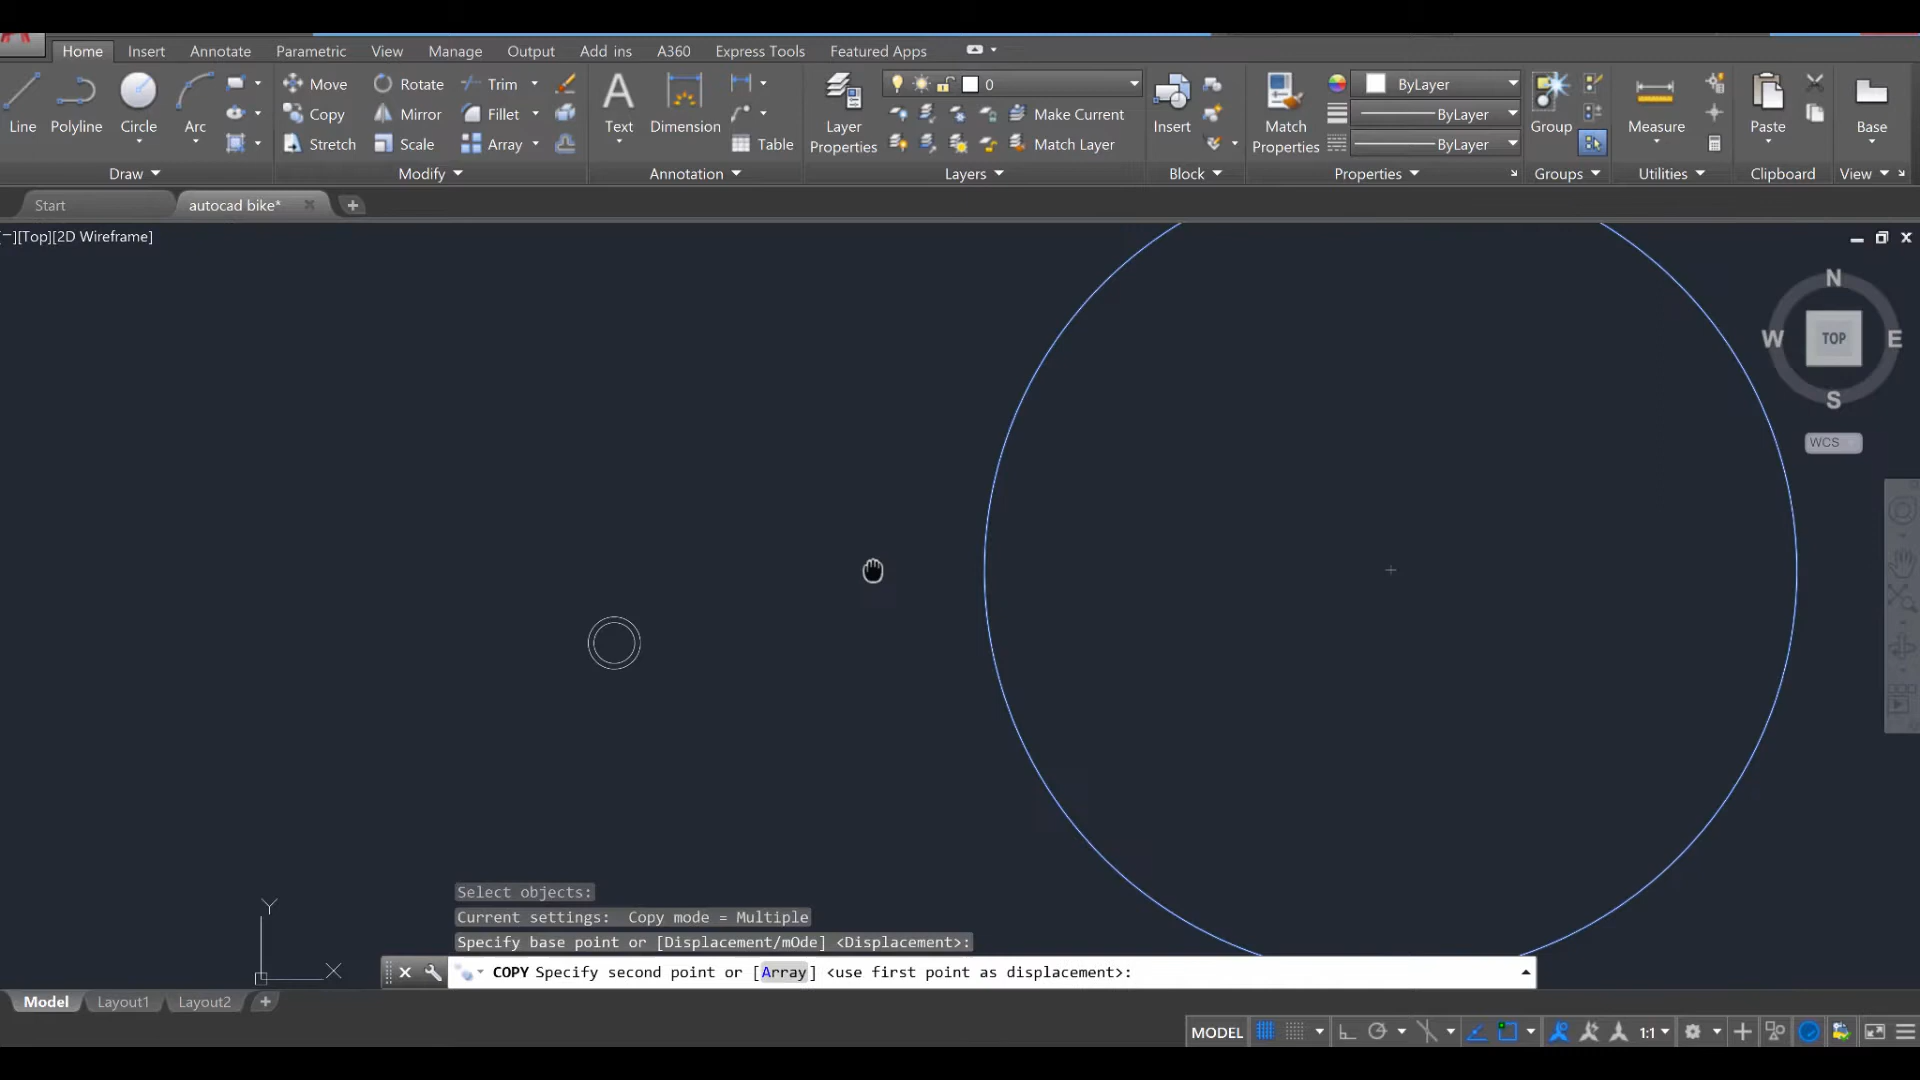 Home Insert Annotate Parametric View Manage Output Add ins A360 Express Tools Featured Apps
Move Rotate Trim 0 ByLayer
Copy Mirror Fillet Make Current ByLayer
Line Polyline Circle Arc Text Dimension Layer Properties Insert Match Properties Group Measure Paste Base
Stretch Scale Array Table Match Layer ByLayer
Draw Modify Annotation Layers Block Properties Groups Utilities Clipboard View
Start autocad bike*
[−][Top][2D Wireframe]
N
W TOP E
S
WCS
Select objects:
Y
Current settings: Copy mode = Multiple
Specify base point or [Displacement/mOde] <Displacement>:
X
COPY Specify second point or [Array] <use first point as displacement>:
Model Layout1 Layout2
MODEL 1:1